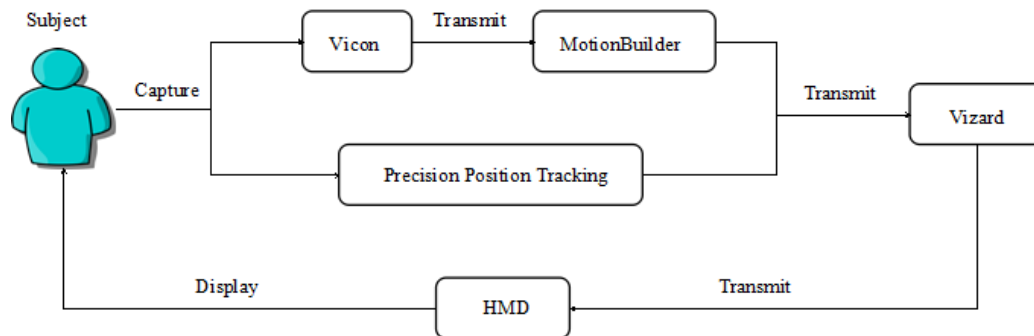 Subject
Transmit
Vicon
MotionBuilder
Capture
Transmit
Vizard
Precision Position Tracking
Display
Transmit
HMD